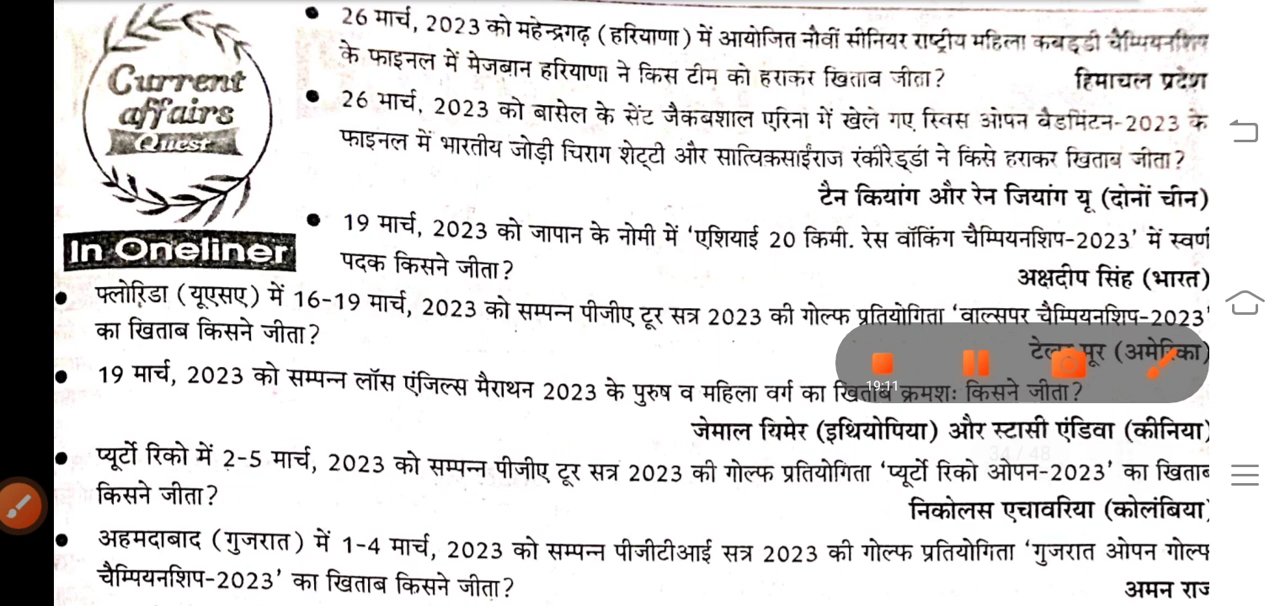 Current
affairs
Quest
In Oneliner
• 26 मार्च, 2023 को महेन्द्रगढ़ (हरियाणा) में आयोजित नौवीं सीनियर राष्ट्रीय महिला कबड्डी चैम्पियनशिप
के फाइनल में मेजबान हरियाणा ने किस टीम को हराकर खिताब जीता?
हिमाचल प्रदेश
• 26 मार्च, 2023 को बासेल के सेंट जैकबशाल एरिना में खेले गए स्विस ओपन बैडमिंटन-2023 के
फाइनल में भारतीय जोड़ी चिराग शेट्टी और सात्विकसाईराज रंकीरेड्डी ने किसे हराकर खिताब जीता?
टैन कियांग और रेन जियांग यू (दोनों चीन)
• 19 मार्च, 2023 को जापान के नोमी में ‘एशियाई 20 किमी. रेस वॉकिंग चैम्पियनशिप-2023’ में स्वर्ण
पदक किसने जीता?
अक्षदीप सिंह (भारत)
• फ्लोरिडा (यूएसए) में 16-19 मार्च, 2023 को सम्पन्न पीजीए टूर सत्र 2023 की गोल्फ प्रतियोगिता ‘वाल्सपर चैम्पियनशिप-2023’
का खिताब किसने जीता?
मूर (अमेरिका)
19:11
• 19 मार्च, 2023 को सम्पन्न लॉस एंजिल्स मैराथन 2023 के पुरुष व महिला वर्ग का खिताब क्रमशः किसने जीता?
जेमाल यिमेर (इथियोपिया) और स्टासी एंडिवा (कीनिया)
34/48
• प्यूर्टो रिको में 2-5 मार्च, 2023 को सम्पन्न पीजीए टूर सत्र 2023 की गोल्फ प्रतियोगिता ‘प्यूर्टो रिको ओपन-2023’ का खिताब
किसने जीता?
निकोलस एचावरिया (कोलंबिया)
• अहमदाबाद (गुजरात) में 1-4 मार्च, 2023 को सम्पन्न पीजीटीआई सत्र 2023 की गोल्फ प्रतियोगिता ‘गुजरात ओपन गोल्फ
चैम्पियनशिप-2023’ का खिताब किसने जीता?
अमन राज